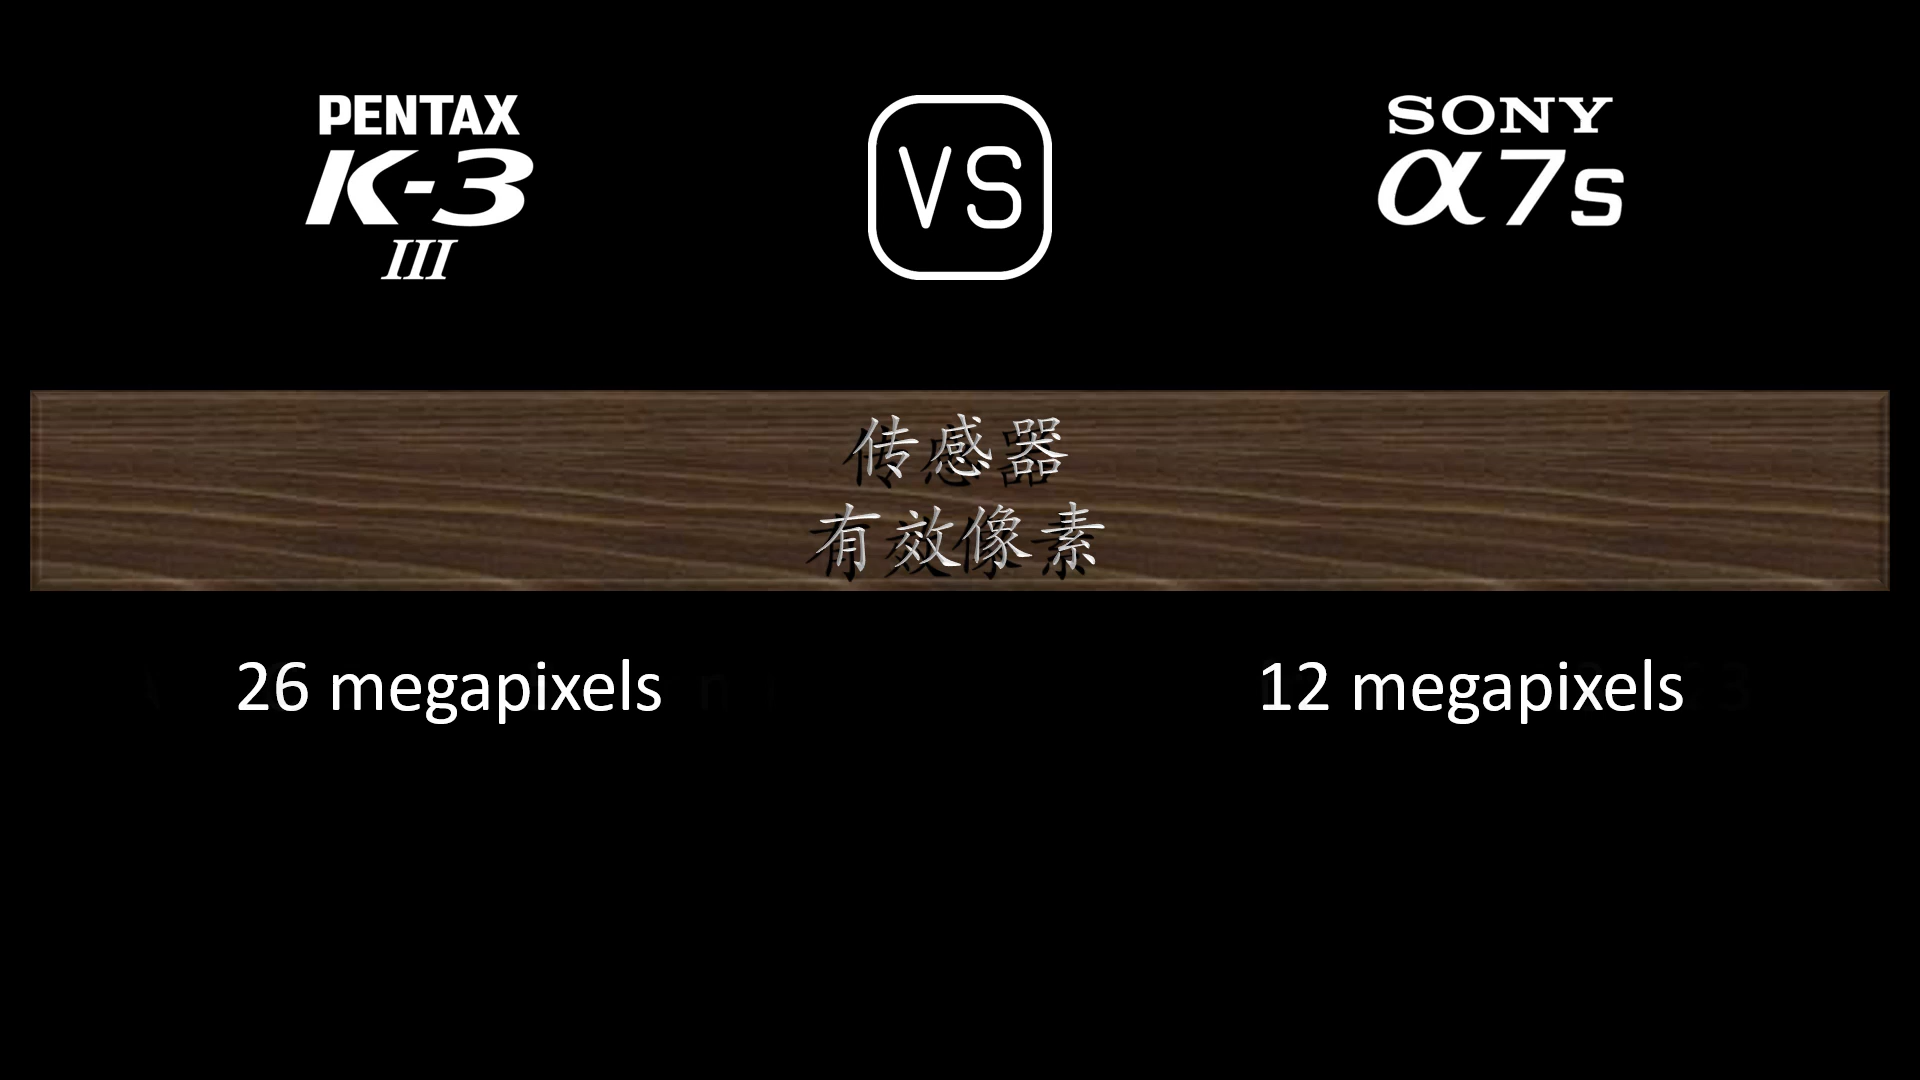 PENTAX
K-3
III
VS
SONY
α7s
传感器
有效像素
26 megapixels
12 megapixels